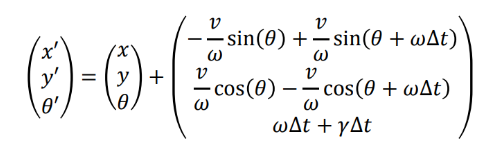 (x′ y′ θ′) = (x y θ) + (−v/ω sin(θ) + v/ω sin(θ + ωΔt)
v/ω cos(θ) − v/ω cos(θ + ωΔt)
ωΔt + γΔt)